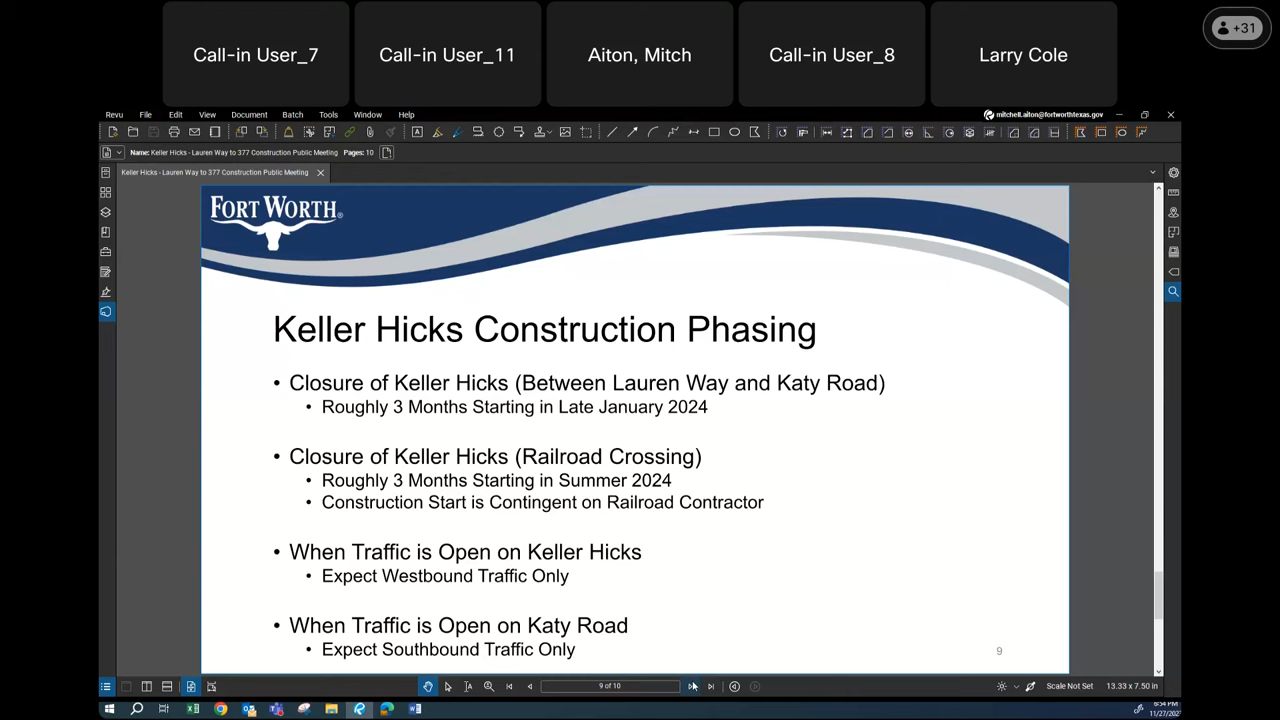 +31
Call-in User_7
Call-in User_11
Aiton, Mitch
Call-in User_8
Larry Cole
Revu File Edit View Document Batch Tools Window Help
mitchell.aiton@fortworthtexas.gov
Name: Keller Hicks - Lauren Way to 377 Construction Public Meeting Pages: 10
Keller Hicks - Lauren Way to 377 Construction Public Meeting
FORT WORTH®
Keller Hicks Construction Phasing
• Closure of Keller Hicks (Between Lauren Way and Katy Road)
• Roughly 3 Months Starting in Late January 2024
• Closure of Keller Hicks (Railroad Crossing)
• Roughly 3 Months Starting in Summer 2024
• Construction Start is Contingent on Railroad Contractor
• When Traffic is Open on Keller Hicks
• Expect Westbound Traffic Only
• When Traffic is Open on Katy Road
• Expect Southbound Traffic Only
9
9 of 10
Scale Not Set
13.33 x 7.50 in
6:54 PM